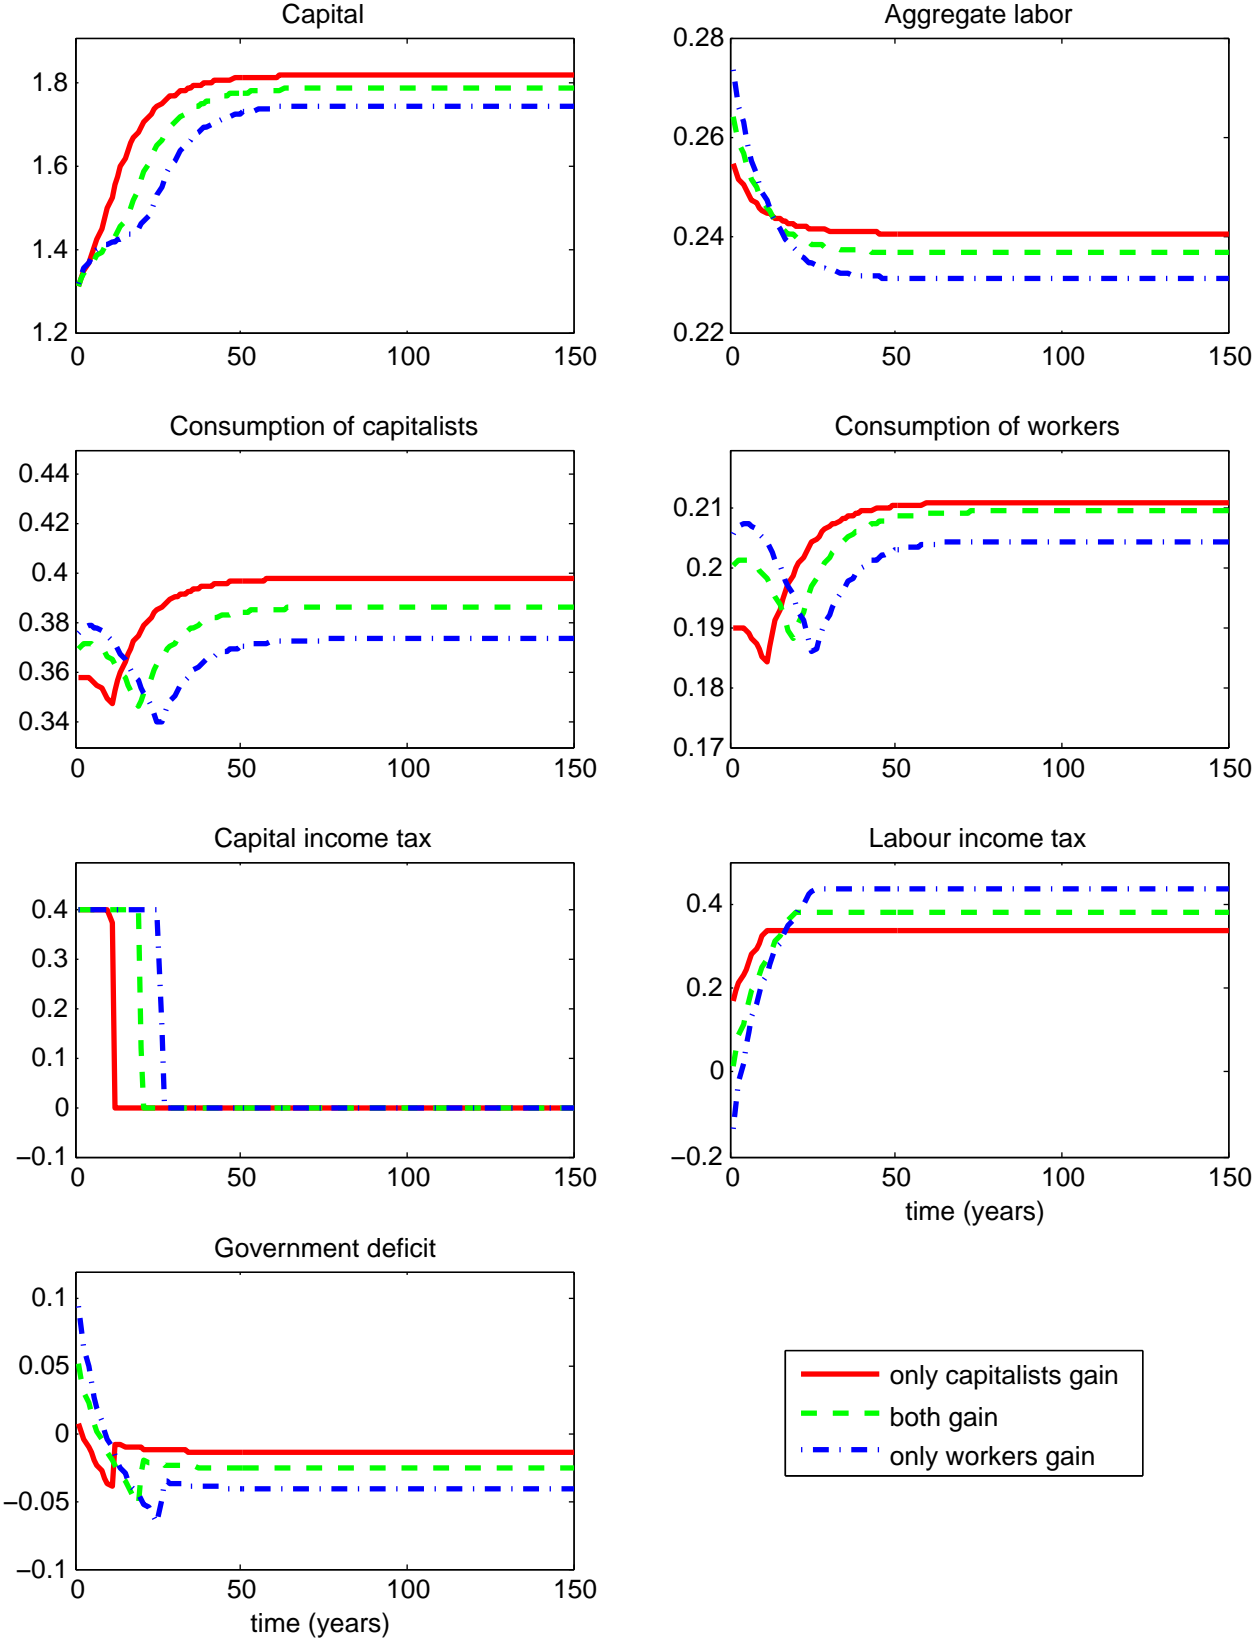 Capital
1.8
1.6
1.4
1.2
0 50 100 150
Aggregate labor
0.28
0.26
0.24
0.22
0 50 100 150
Consumption of capitalists
0.44
0.42
0.4
0.38
0.36
0.34
0 50 100 150
Consumption of workers
0.21
0.2
0.19
0.18
0.17
0 50 100 150
Capital income tax
0.4
0.3
0.2
0.1
0
−0.1
0 50 100 150
Labour income tax
0.4
0.2
0
−0.2
0 50 100 150
time (years)
Government deficit
0.1
0.05
0
−0.05
−0.1
0 50 100 150
time (years)
only capitalists gain
both gain
only workers gain